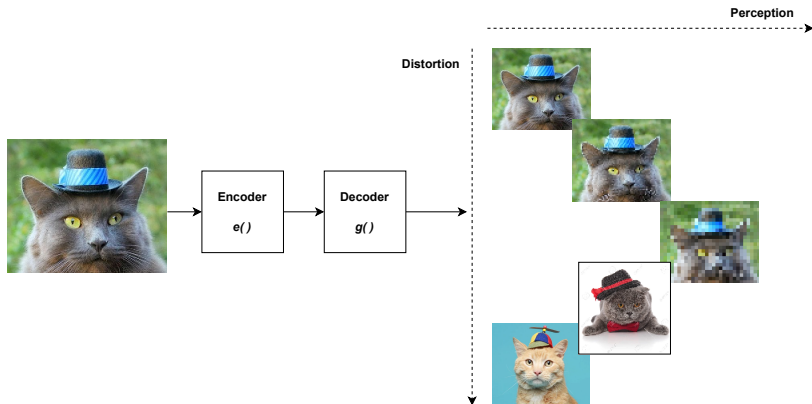 Perception
Distortion
Encoder
e( )
Decoder
g( )